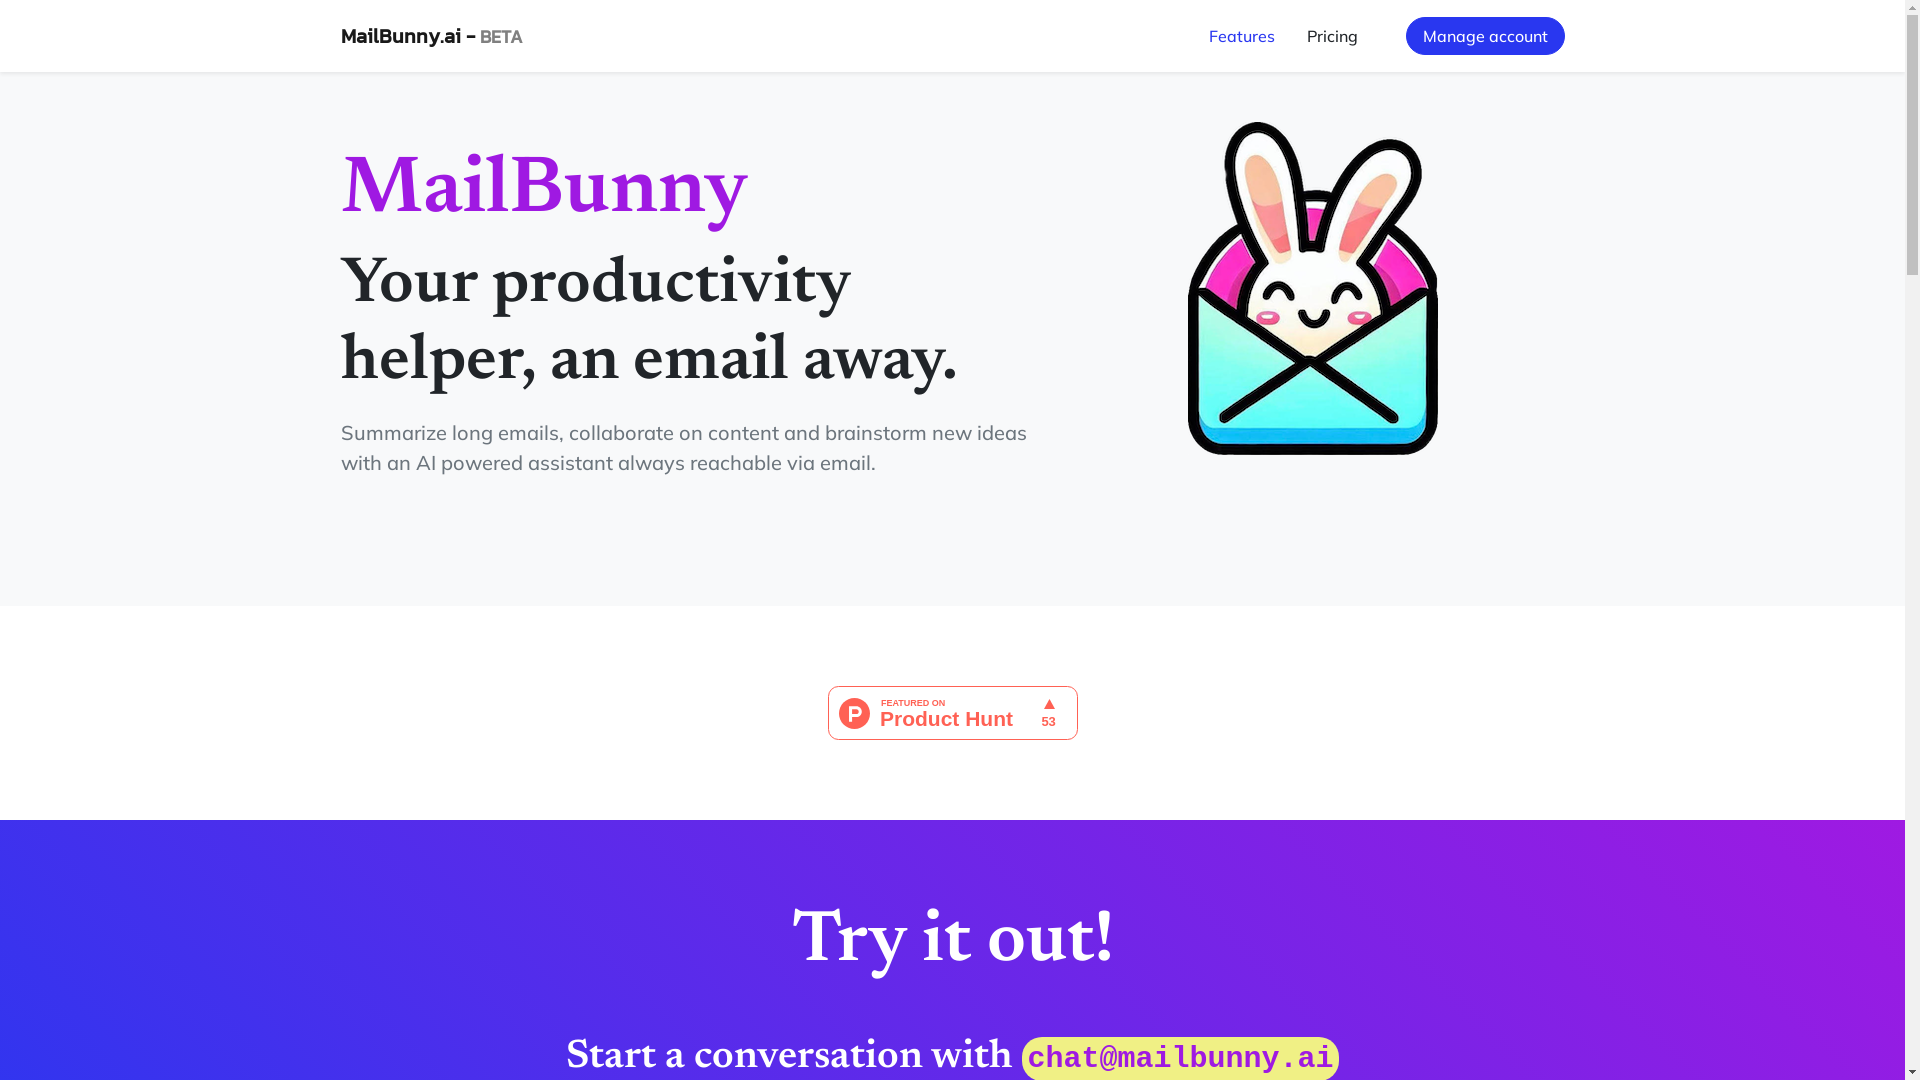 MailBunny.ai - BETA
Features
Pricing
Manage account
MailBunny
Your productivity
helper, an email away.
Summarize long emails, collaborate on content and brainstorm new ideas
with an AI powered assistant always reachable via email.
P
FEATURED ON
Product Hunt
▲
53
Try it out!
Start a conversation with chat@mailbunny.ai